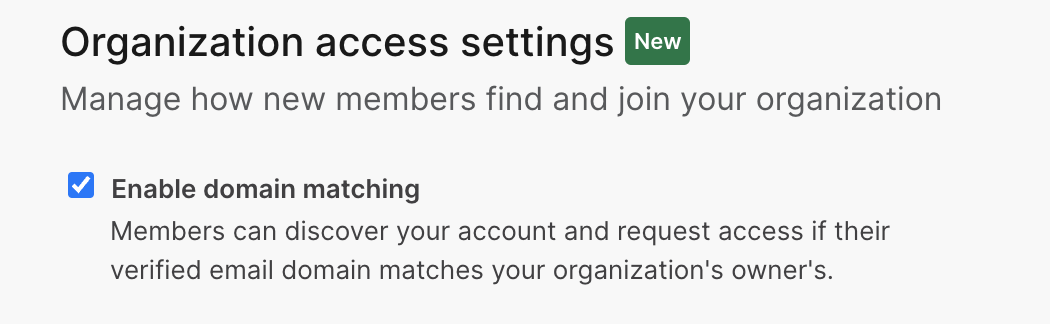 Organization access settings New
Manage how new members find and join your organization
Enable domain matching
Members can discover your account and request access if their
verified email domain matches your organization's owner's.